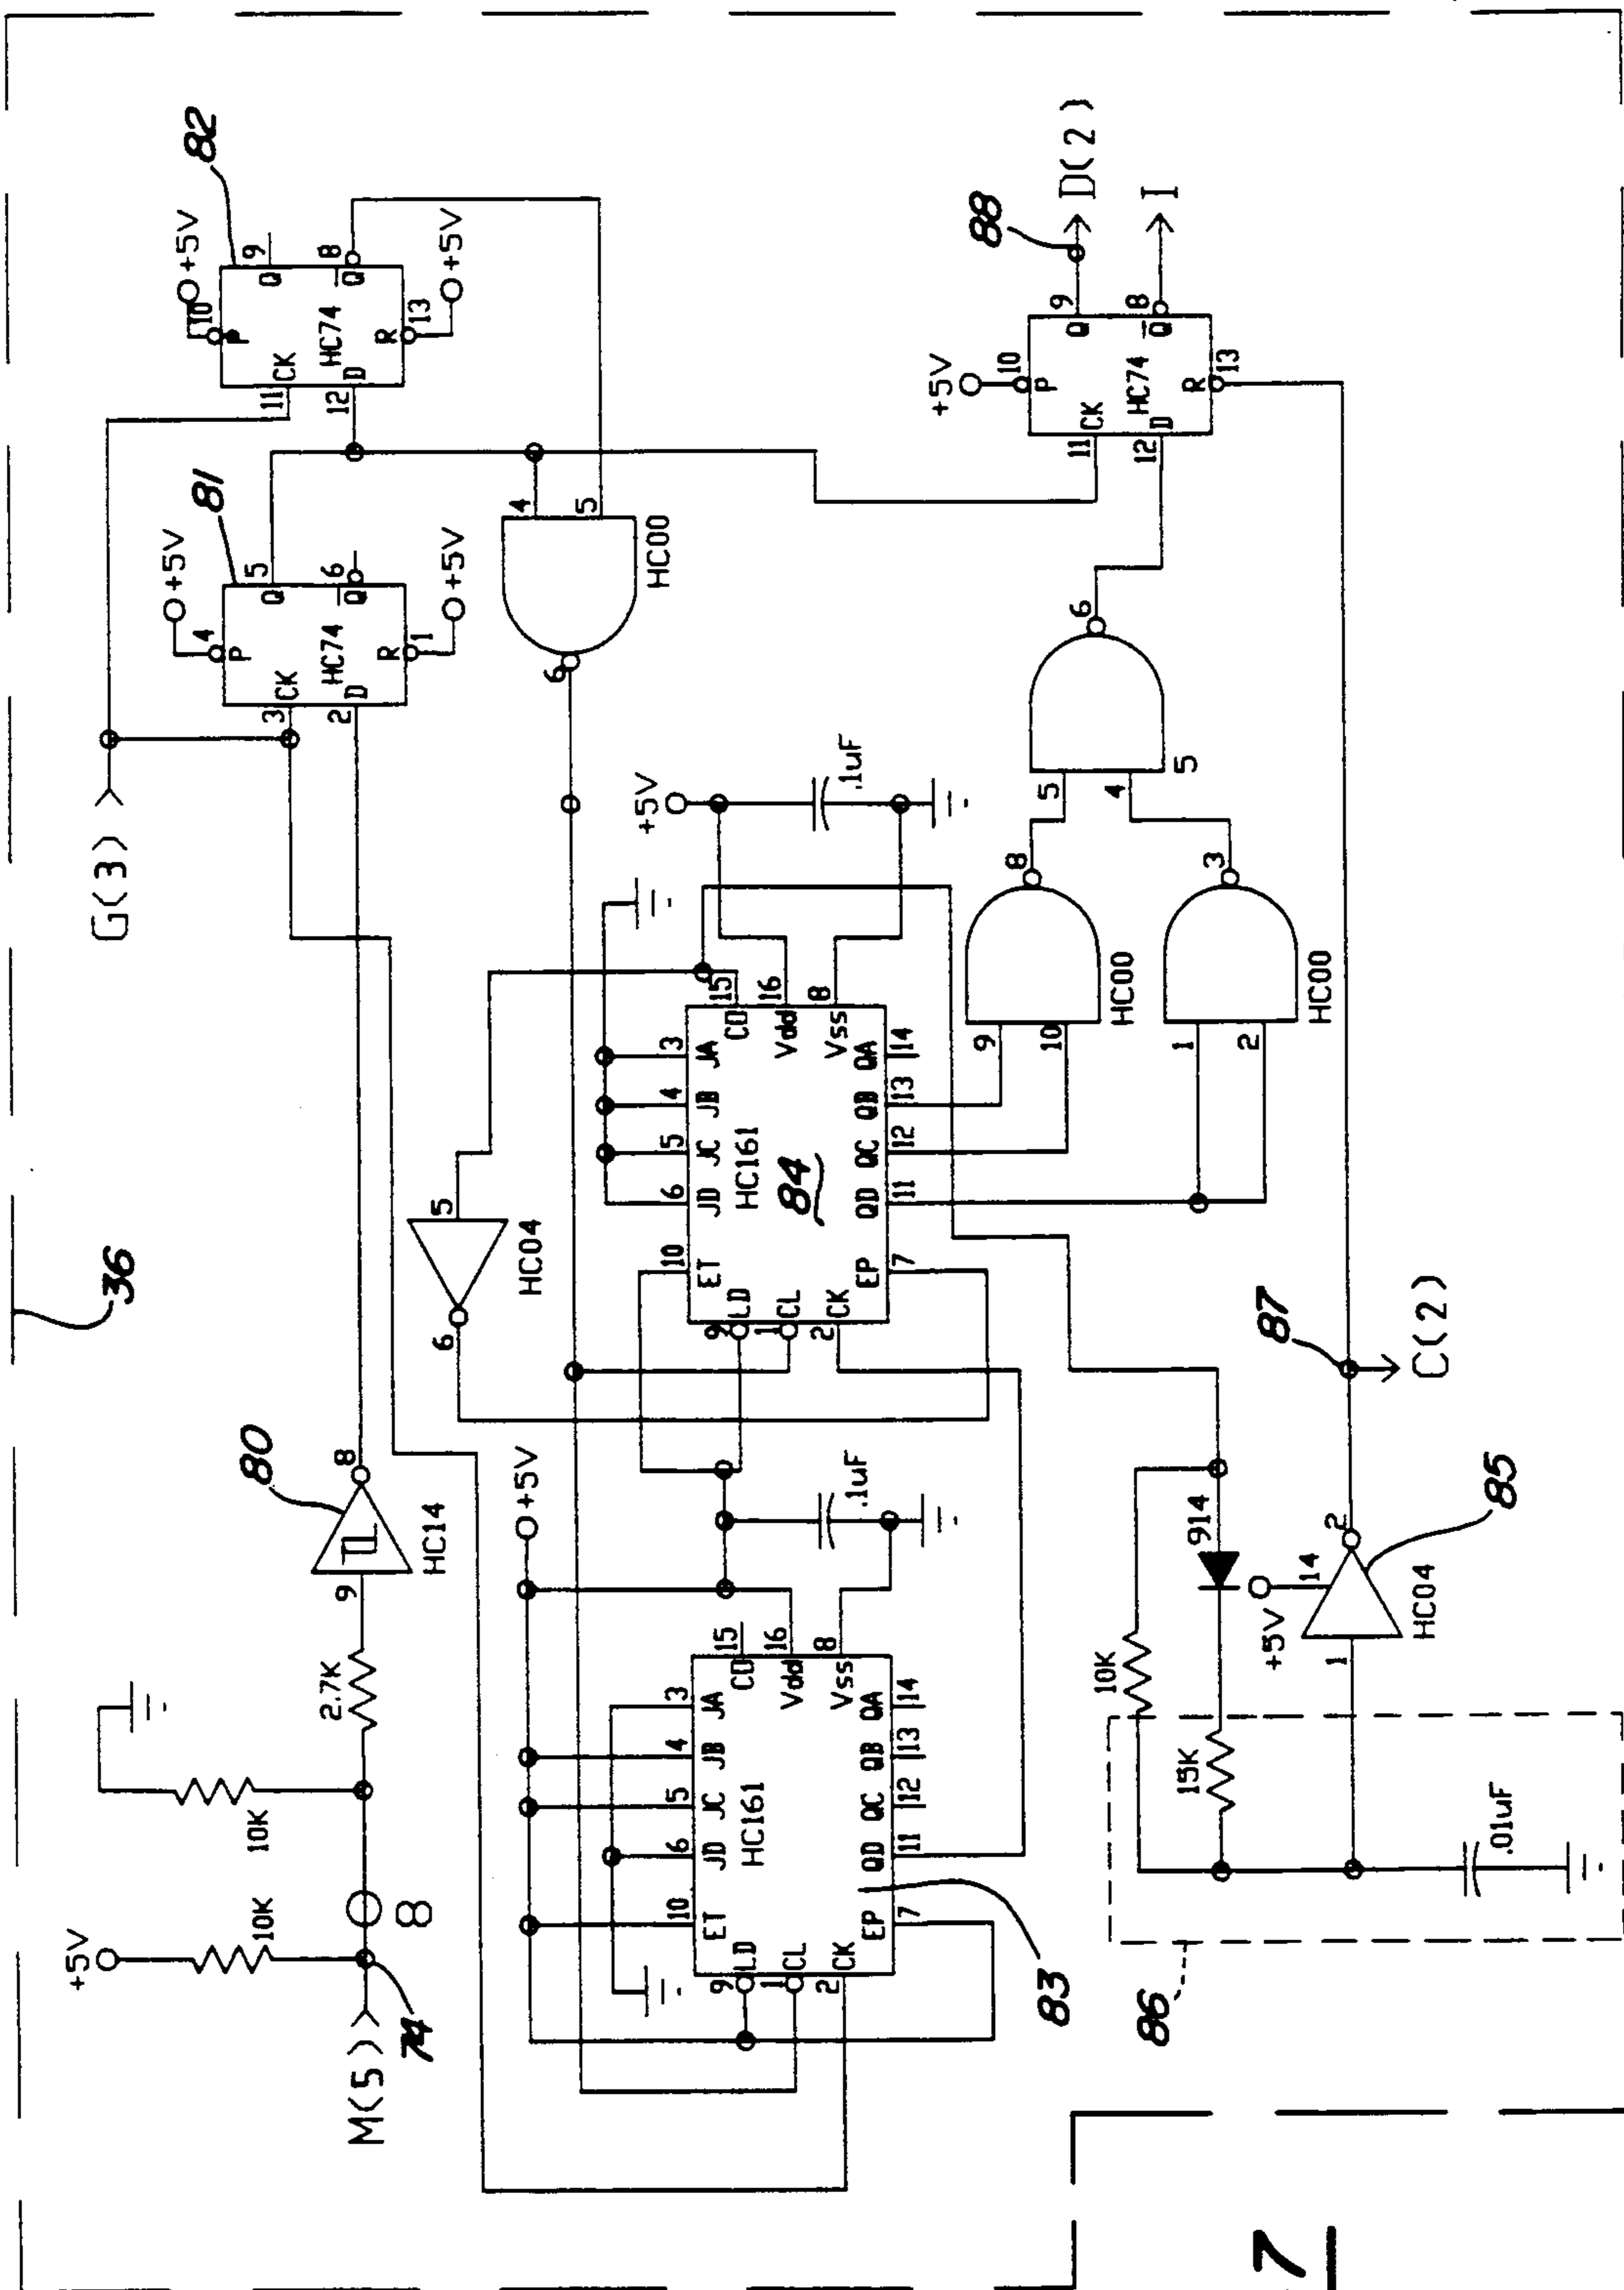 G(3)
+5V
10
P
11
CK
12
D
HC74
Q
9
Q
8
R
13
+5V
82
+5V
4
P
3
CK
2
D
HC74
Q
5
Q
6
R
1
+5V
81
36
+5V
10K
M(5)
74
8
10K
2.7K
9
8
HC14
80
4
5
6
HC00
5
6
HC04
+5V
10
6
5
4
3
ET
JD
JC
JB
JA
9
LD
1
CL
2
CK
HC161
CD
15
Vdd
16
Vss
8
EP
QD
QC
QB
QA
7
11
12
13
14
83
.1uF
10
6
5
4
3
ET
JD
JC
JB
JA
9
LD
1
CL
2
CK
HC161
84
CD
15
Vdd
16
Vss
8
EP
QD
QC
QB
QA
7
11
12
13
14
+5V
.1uF
9
10
8
HC00
1
2
3
HC00
5
4
6
5
+5V
10
P
11
CK
12
D
HC74
Q
9
Q
8
R
13
88
D(2)
I
86
10K
15K
914
.01uF
+5V
14
1
2
HC04
85
87
C(2)
7